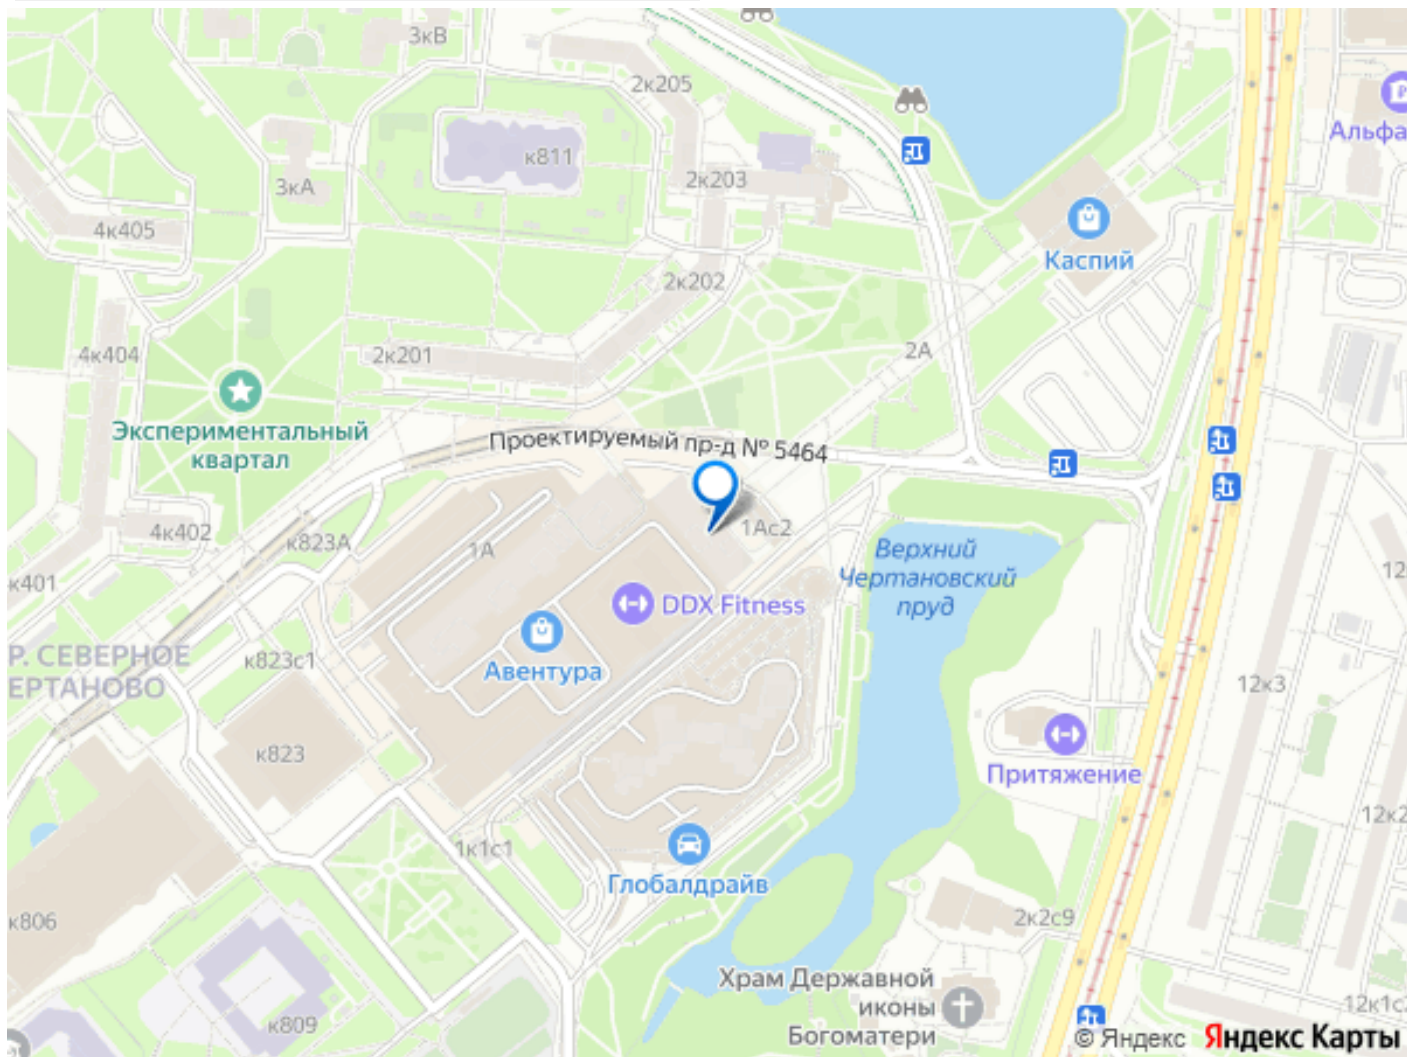 3кВ
2к205
к811
3кА
2к203
Альфа
4к405
Каспий
2к202
4к404
2к201
2А
Экспериментальный
квартал
Проектируемый пр-д № 5464
4к402
к823А
1А
1Ас2
Верхний
Чертановский
пруд
12
к401
DDX Fitness
Р. СЕВЕРНОЕ
ЕРТАНОВО
к823с1
Авентура
12к3
к823
Притяжение
12к2
1к1с1
Глобалдрайв
к806
2к2с9
Храм Державной
иконы
Богоматери
12к1с
к809
© Яндекс Яндекс Карты